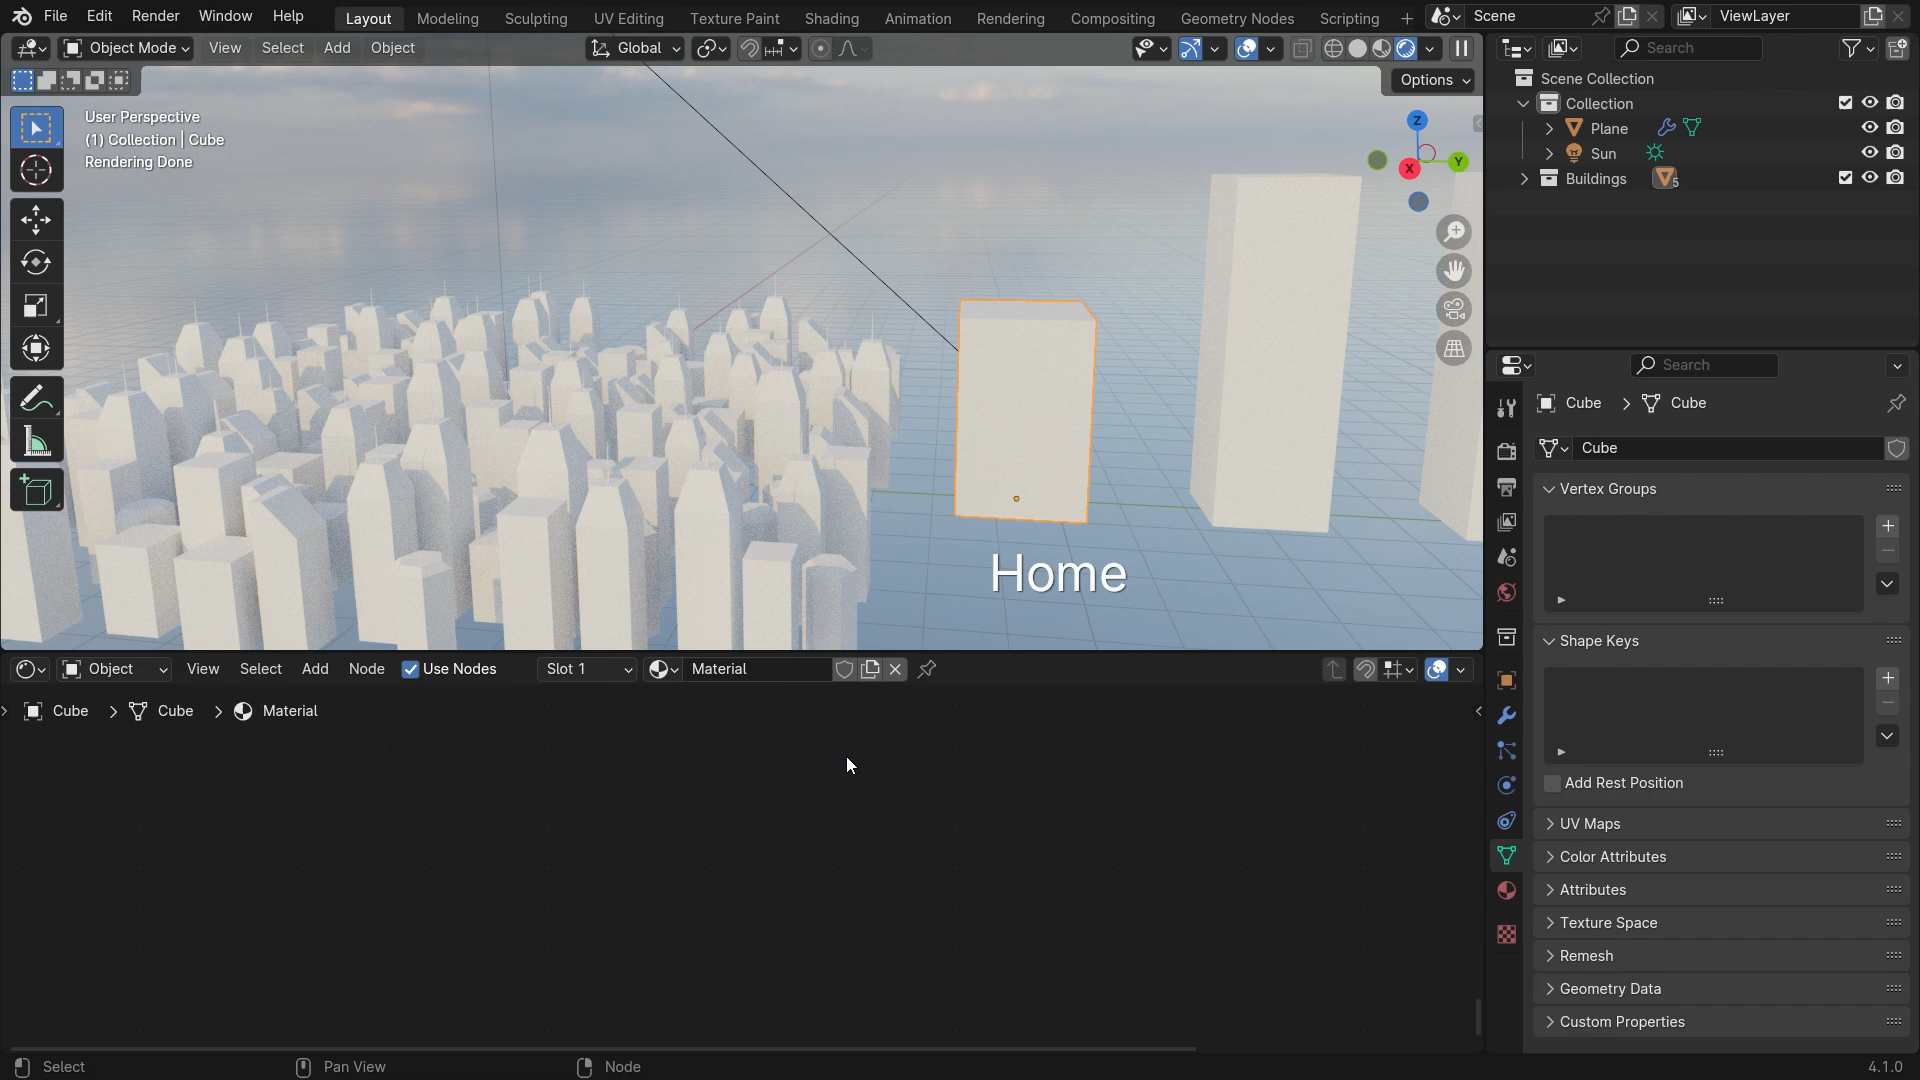 File Edit Render Window Help Layout Modeling Sculpting UV Editing Texture Paint Shading Animation Rendering Compositing Geometry Nodes Scripting Scene ViewLayer
Object Mode View Select Add Object Global Search
Options
User Perspective
(1) Collection | Cube
Rendering Done
Z
Y
X
Home
Scene Collection
Collection
Plane
Sun
Buildings 5
Search
Cube Cube
Cube
Vertex Groups
Shape Keys
Add Rest Position
UV Maps
Color Attributes
Attributes
Texture Space
Remesh
Geometry Data
Custom Properties
Object View Select Add Node Use Nodes Slot 1 Material
Cube Cube Material
Select Pan View Node 4.1.0